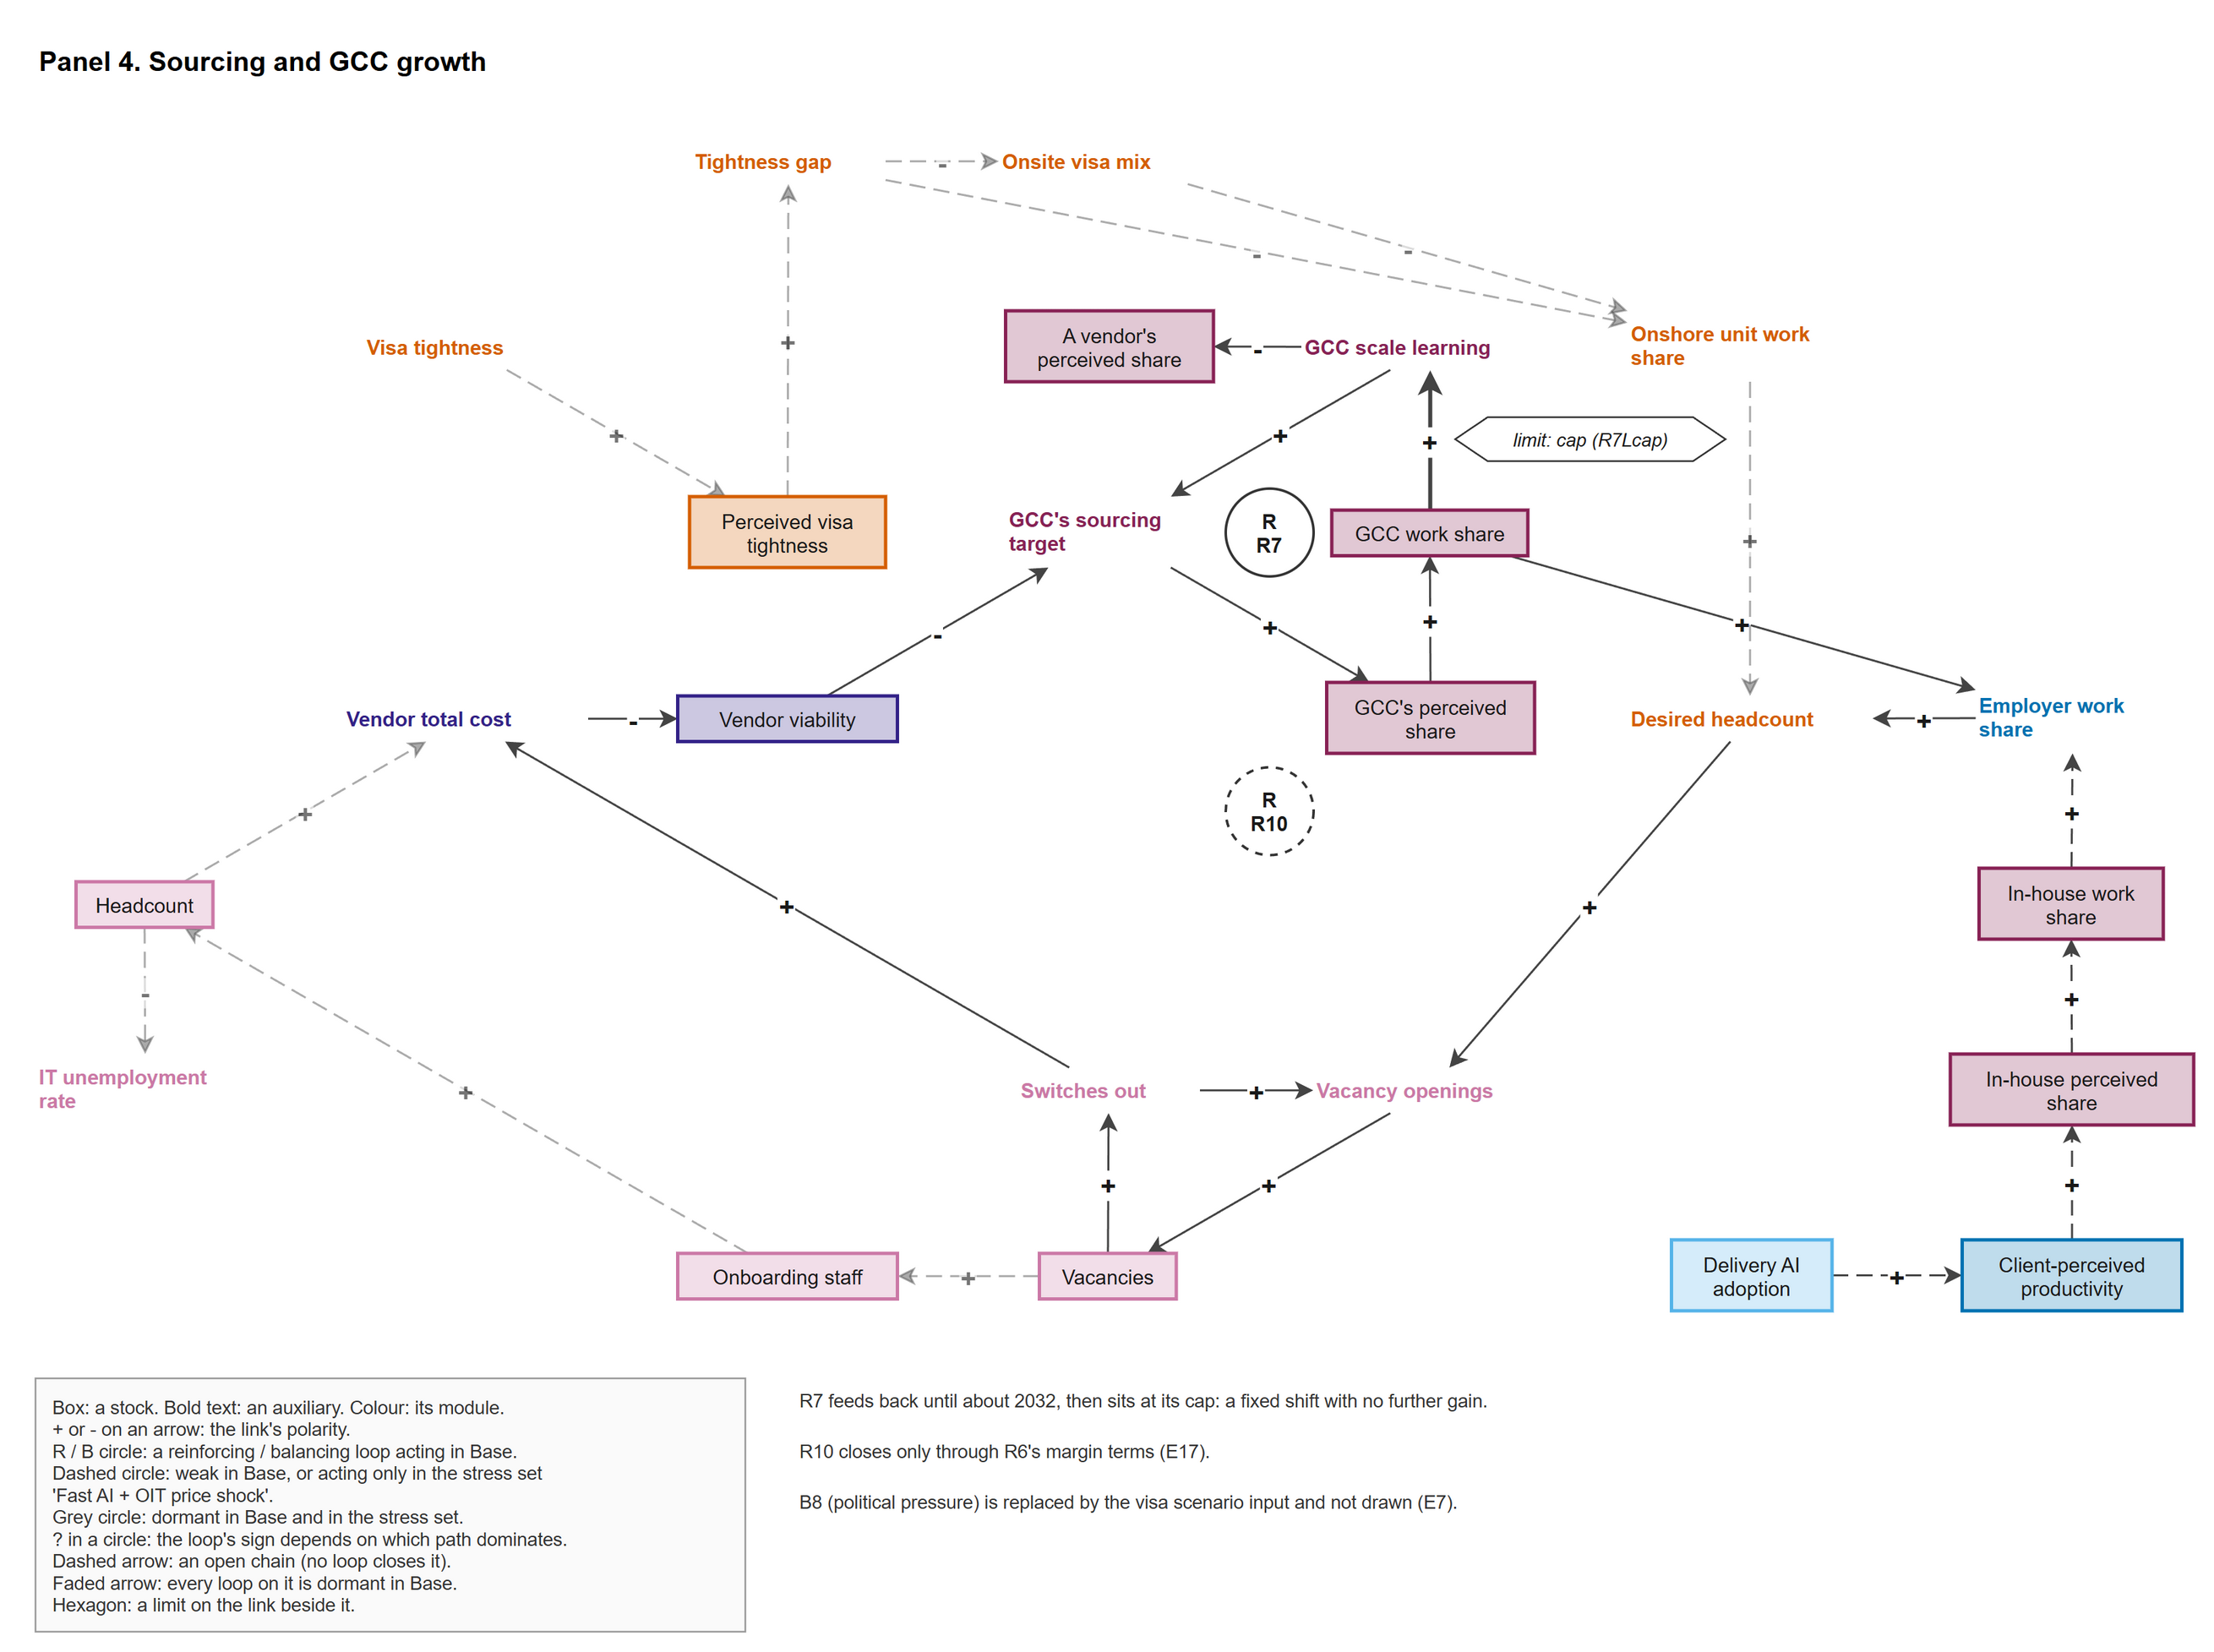 Panel 4. Sourcing and GCC growth
Tightness gap
-
Onsite visa mix
-
-
Visa tightness
+
+
A vendor's
perceived share
-
GCC scale learning
Onshore unit work
share
+
+
limit: cap (R7Lcap)
Perceived visa
tightness
GCC's sourcing
target
R
R7
GCC work share
+
-
+
+
+
Vendor total cost
-
Vendor viability
GCC's perceived
share
Desired headcount
+
Employer work
share
R
R10
+
+
Headcount
+
+
In-house work
share
-
+
IT unemployment
rate
+
Switches out
+
Vacancy openings
In-house perceived
share
+
+
+
Onboarding staff
+
Vacancies
Delivery AI
adoption
+
Client-perceived
productivity
Box: a stock. Bold text: an auxiliary. Colour: its module.
+ or - on an arrow: the link's polarity.
R / B circle: a reinforcing / balancing loop acting in Base.
Dashed circle: weak in Base, or acting only in the stress set
'Fast AI + OIT price shock'.
Grey circle: dormant in Base and in the stress set.
? in a circle: the loop's sign depends on which path dominates.
Dashed arrow: an open chain (no loop closes it).
Faded arrow: every loop on it is dormant in Base.
Hexagon: a limit on the link beside it.
R7 feeds back until about 2032, then sits at its cap: a fixed shift with no further gain.
R10 closes only through R6's margin terms (E17).
B8 (political pressure) is replaced by the visa scenario input and not drawn (E7).